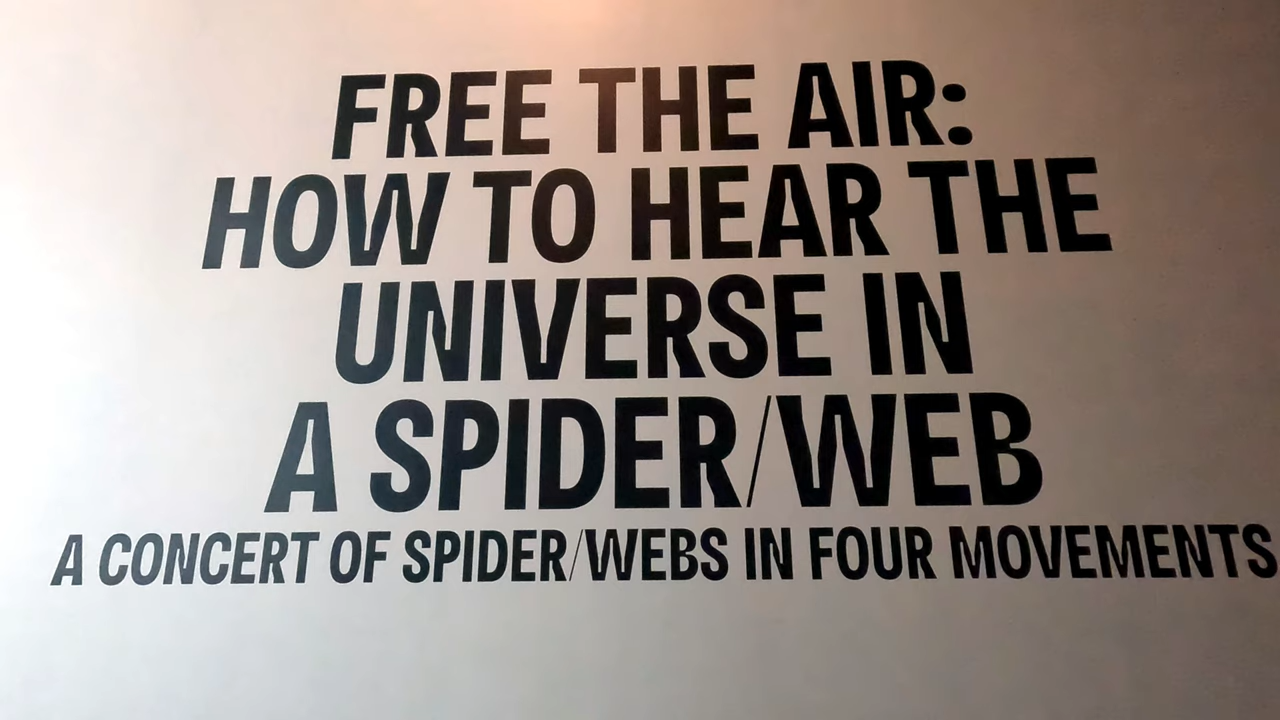 FREE THE AIR:
HOW TO HEAR THE
UNIVERSE IN
A SPIDER/WEB
A CONCERT OF SPIDER/WEBS IN FOUR MOVEMENTS